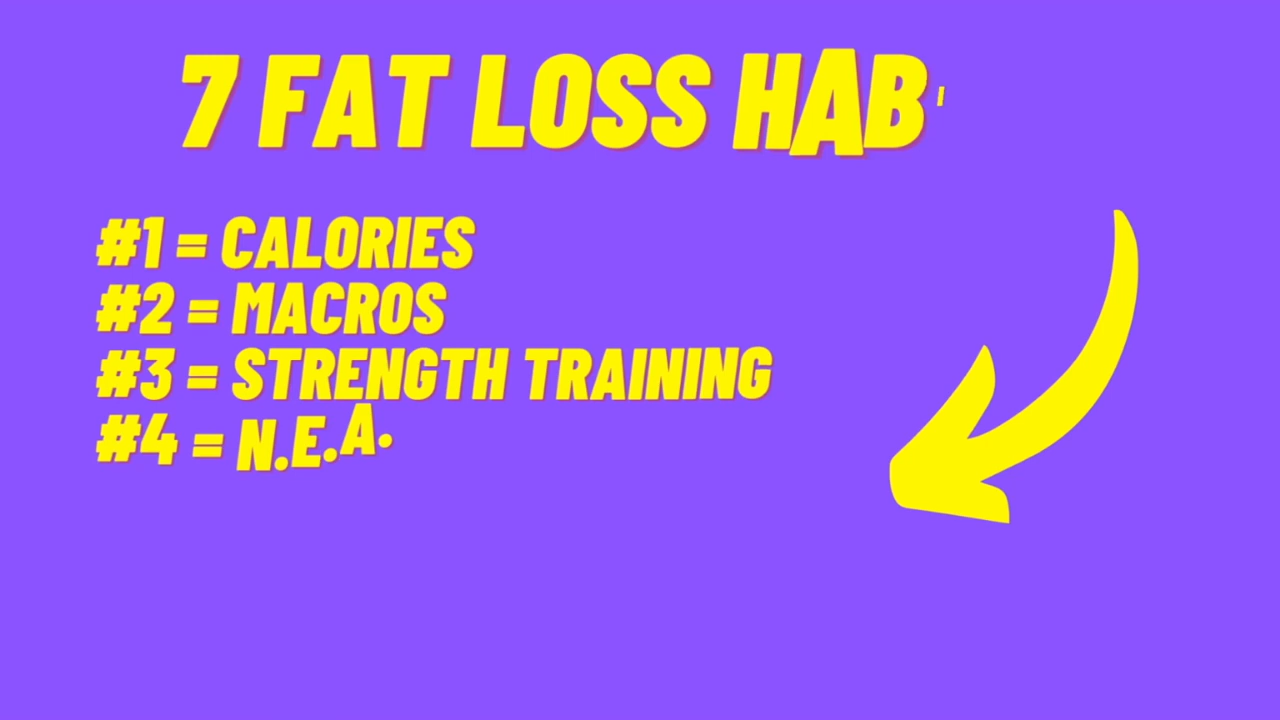 7 FAT LOSS HAB
#1 = CALORIES
#2 = MACROS
#3 = STRENGTH TRAINING
#4 = N.E.A.